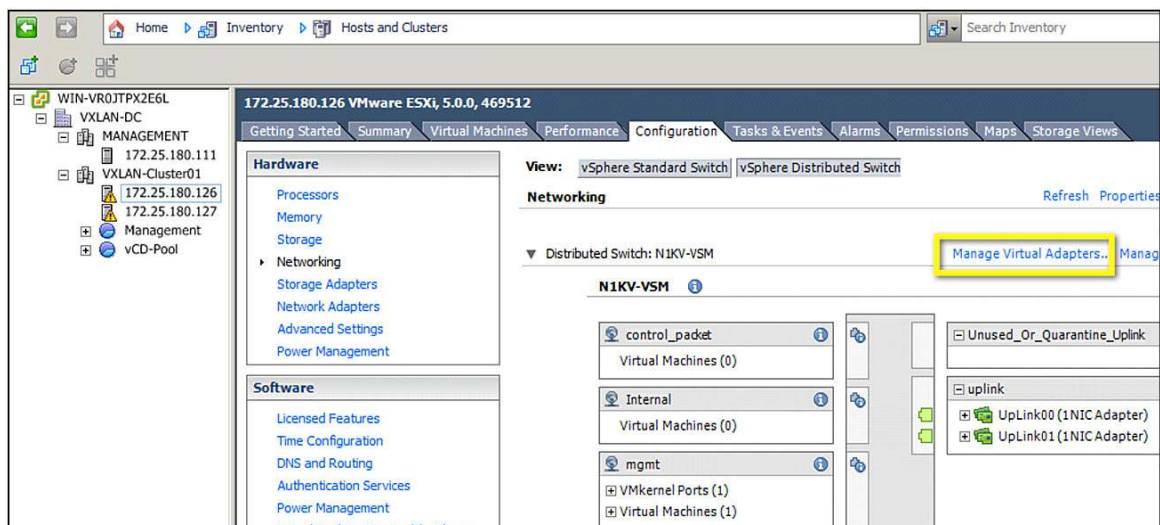 Home Inventory Hosts and Clusters Search Inventory
WIN-VR0JTPX2E6L
VXLAN-DC
MANAGEMENT
172.25.180.111
VXLAN-Cluster01
172.25.180.126
172.25.180.127
Management
vCD-Pool
172.25.180.126 VMware ESXi, 5.0.0, 469512
Getting Started Summary Virtual Machines Performance Configuration Tasks & Events Alarms Permissions Maps Storage Views
Hardware
Processors
Memory
Storage
Networking
Storage Adapters
Network Adapters
Advanced Settings
Power Management
Software
Licensed Features
Time Configuration
DNS and Routing
Authentication Services
Power Management
View: vSphere Standard Switch vSphere Distributed Switch
Networking Refresh Properties
Distributed Switch: N1KV-VSM Manage Virtual Adapters... Manag
N1KV-VSM
control_packet
Virtual Machines (0)
Internal
Virtual Machines (0)
mgmt
VMkernel Ports (1)
Virtual Machines (1)
Unused_Or_Quarantine_Uplink
uplink
UpLink00 (1 NIC Adapter)
UpLink01 (1 NIC Adapter)